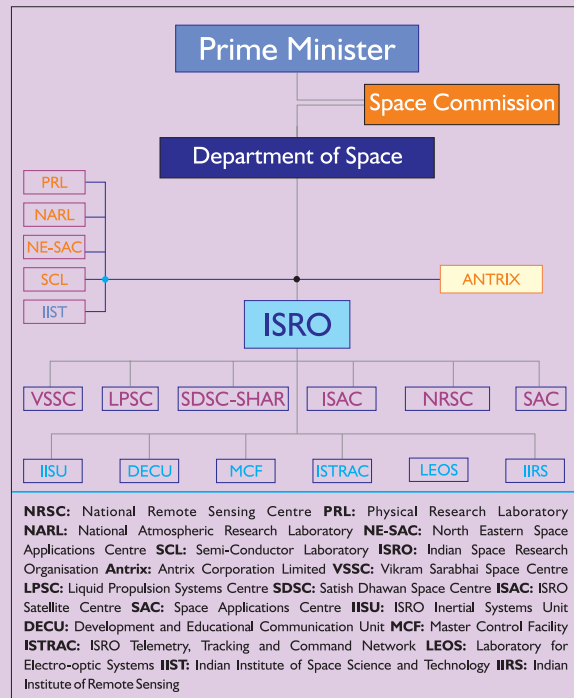 Prime Minister
Space Commission
Department of Space
PRL
NARL
NE-SAC
SCL
IIST
ANTRIX
ISRO
VSSC LPSC SDSC-SHAR ISAC NRSC SAC
IISU DECU MCF ISTRAC LEOS IIRS
NRSC: National Remote Sensing Centre PRL: Physical Research Laboratory
NARL: National Atmospheric Research Laboratory NE-SAC: North Eastern Space
Applications Centre SCL: Semi-Conductor Laboratory ISRO: Indian Space Research
Organisation Antrix: Antrix Corporation Limited VSSC: Vikram Sarabhai Space Centre
LPSC: Liquid Propulsion Systems Centre SDSC: Satish Dhawan Space Centre ISAC: ISRO
Satellite Centre SAC: Space Applications Centre IISU: ISRO Inertial Systems Unit
DECU: Development and Educational Communication Unit MCF: Master Control Facility
ISTRAC: ISRO Telemetry, Tracking and Command Network LEOS: Laboratory for
Electro-optic Systems IIST: Indian Institute of Space Science and Technology IIRS: Indian
Institute of Remote Sensing